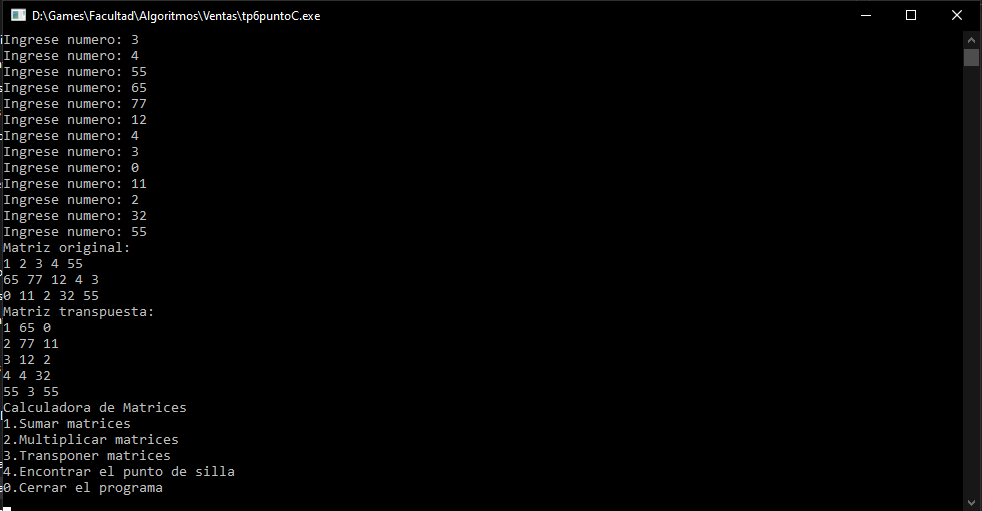 D:\Games\Facultad\Algoritmos\Ventas\tp6puntoC.exe
Ingrese numero: 3
Ingrese numero: 4
Ingrese numero: 55
Ingrese numero: 65
Ingrese numero: 77
Ingrese numero: 12
Ingrese numero: 4
Ingrese numero: 3
Ingrese numero: 0
Ingrese numero: 11
Ingrese numero: 2
Ingrese numero: 32
Ingrese numero: 55
Matriz original:
1 2 3 4 55
65 77 12 4 3
0 11 2 32 55
Matriz transpuesta:
1 65 0
2 77 11
3 12 2
4 4 32
55 3 55
Calculadora de Matrices
1.Sumar matrices
2.Multiplicar matrices
3.Transponer matrices
4.Encontrar el punto de silla
0.Cerrar el programa